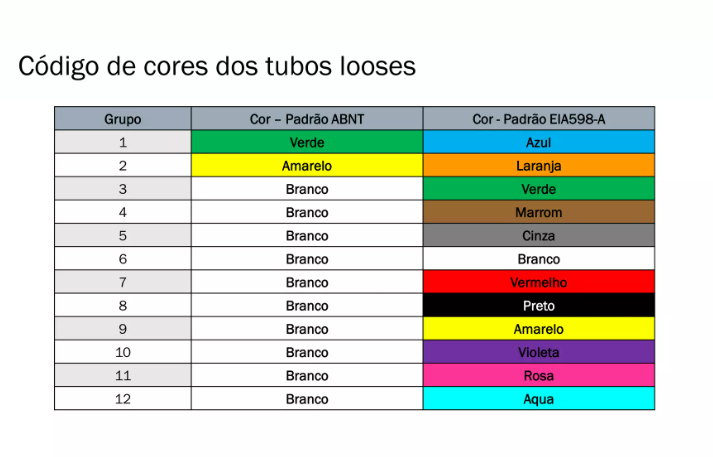 Código de cores dos tubos looses
Grupo Cor – Padrão ABNT Cor - Padrão EIA598-A
1 Verde Azul
2 Amarelo Laranja
3 Branco Verde
4 Branco Marrom
5 Branco Cinza
6 Branco Branco
7 Branco Vermelho
8 Branco Preto
9 Branco Amarelo
10 Branco Violeta
11 Branco Rosa
12 Branco Aqua